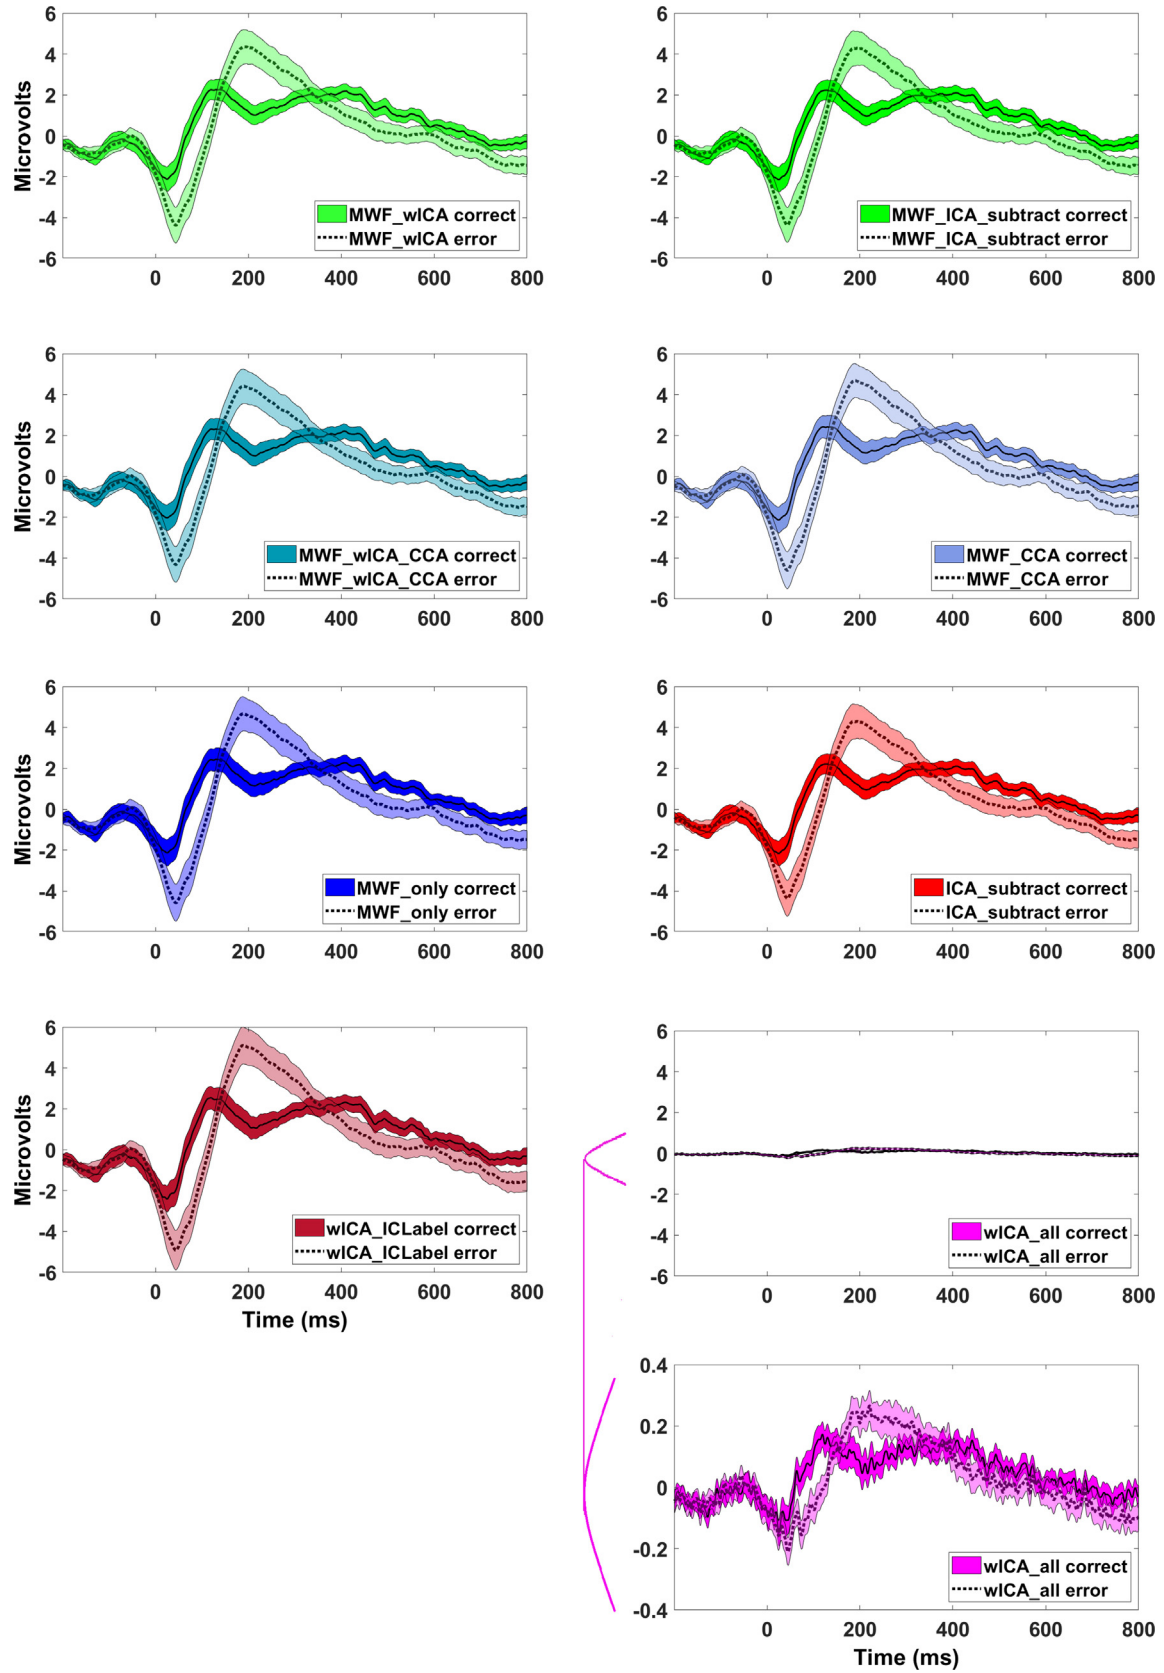 6
4
2
0
-2
-4
-6
Microvolts
MWF_wICA correct
MWF_wICA error
0 200 400 600 800
6
4
2
0
-2
-4
-6
MWF_ICA_subtract correct
MWF_ICA_subtract error
0 200 400 600 800
6
4
2
0
-2
-4
-6
Microvolts
MWF_wICA_CCA correct
MWF_wICA_CCA error
0 200 400 600 800
6
4
2
0
-2
-4
-6
MWF_CCA correct
MWF_CCA error
0 200 400 600 800
6
4
2
0
-2
-4
-6
Microvolts
MWF_only correct
MWF_only error
0 200 400 600 800
6
4
2
0
-2
-4
-6
ICA_subtract correct
ICA_subtract error
0 200 400 600 800
6
4
2
0
-2
-4
-6
Microvolts
wICA_ICLabel correct
wICA_ICLabel error
0 200 400 600 800
Time (ms)
6
4
2
0
-2
-4
-6
wICA_all correct
wICA_all error
0 200 400 600 800
0.4
0.2
0
-0.2
-0.4
wICA_all correct
wICA_all error
0 200 400 600 800
Time (ms)